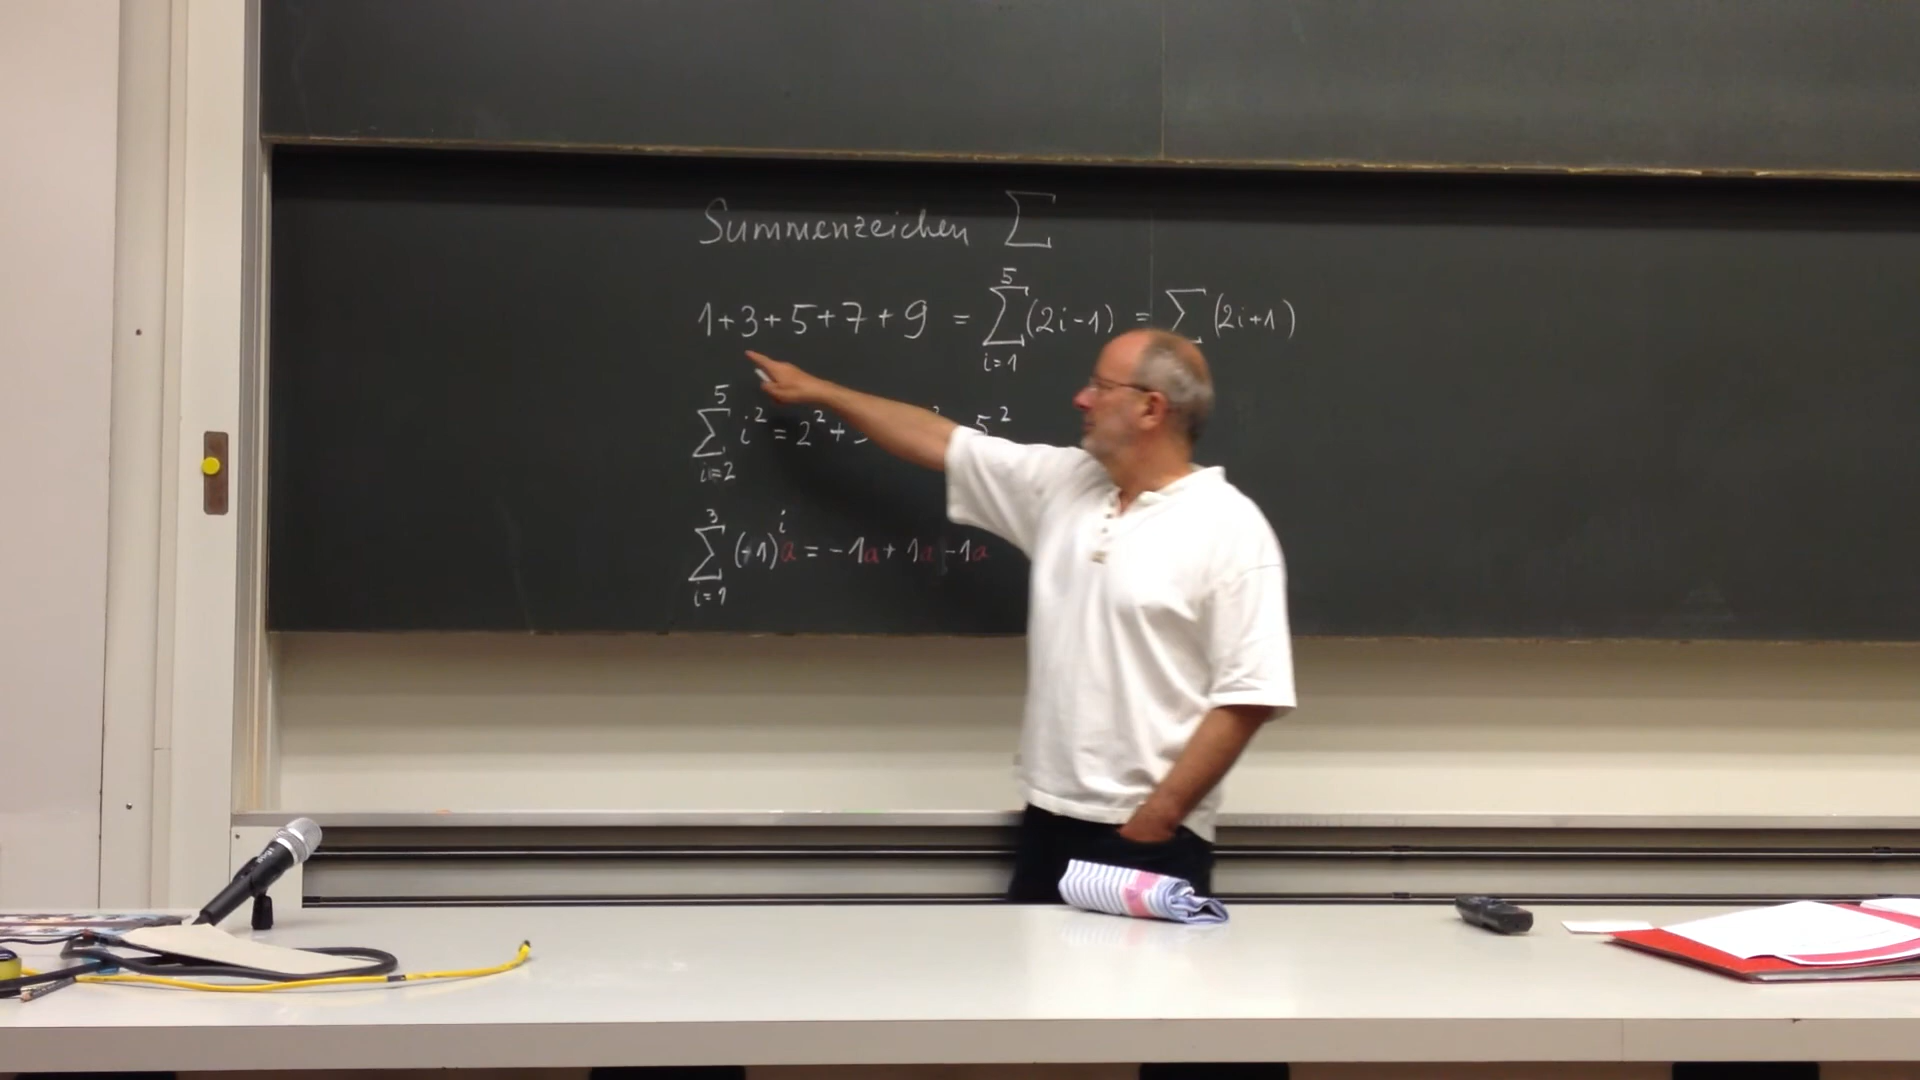 Summenzeichen ∑
1+3+5+7+9 = ∑_{i=1}^{5} (2i-1) = ∑ (2i+1)
∑_{i=2}^{5} i² = 2² + ² 5²
∑_{i=1}^{3} (-1)^i a = -1a + 1a -1a